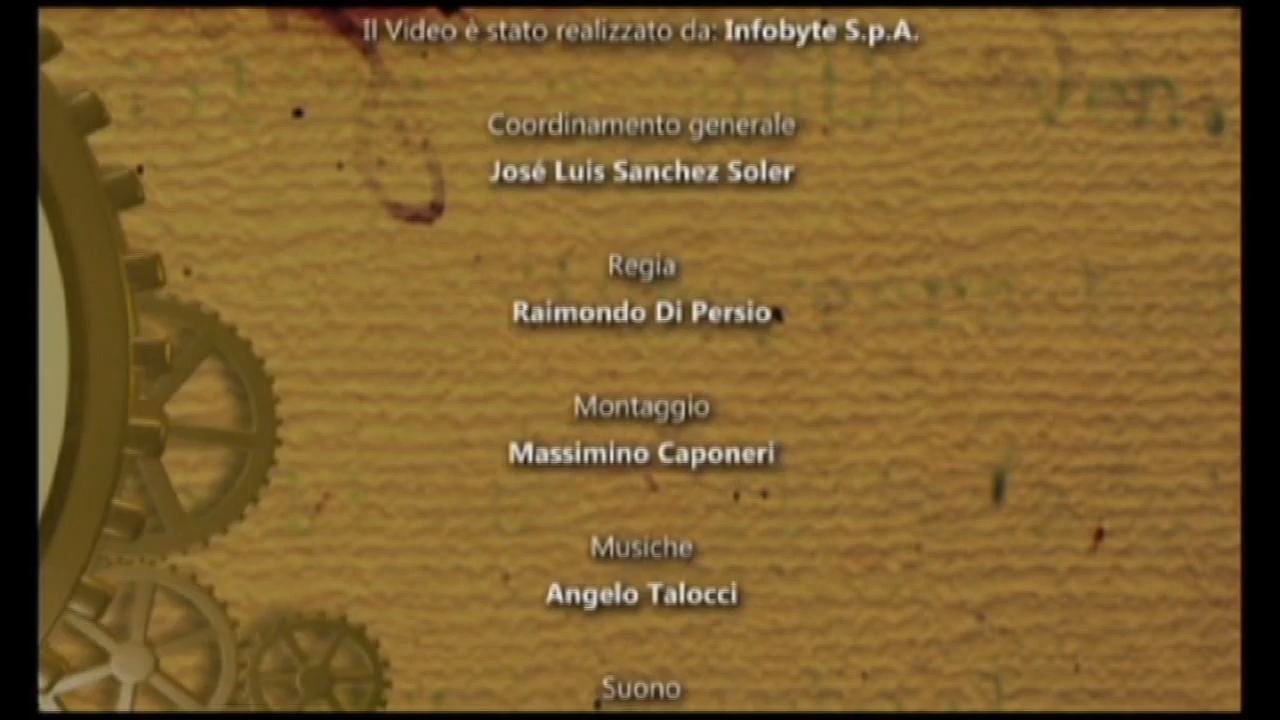 Il Video è stato realizzato da: Infobyte S.p.A.
Coordinamento generale
José Luis Sanchez Soler
Regia
Raimondo Di Persio
Montaggio
Massimino Caponeri
Musiche
Angelo Talocci
Suono